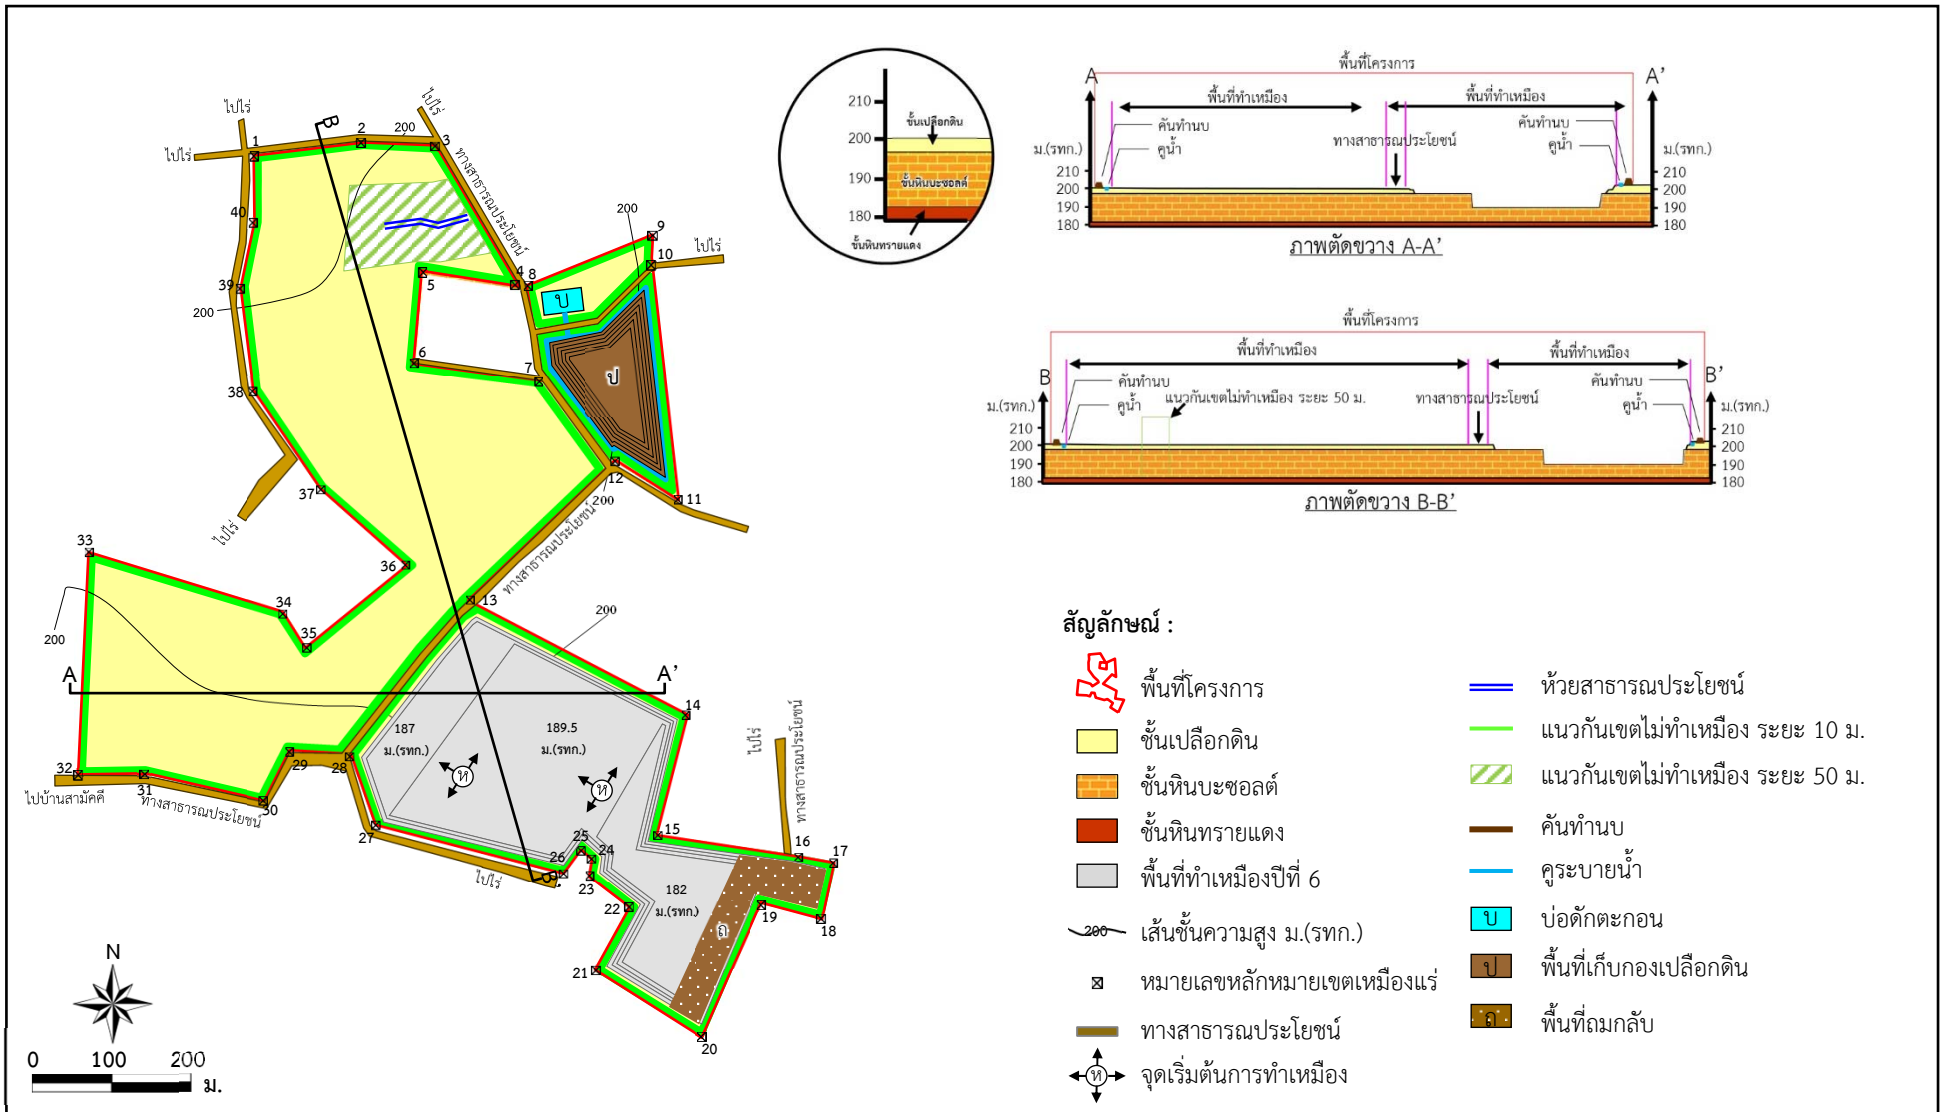 ไปไร่
ไปไร่
ไปไร่
B
1
2
200
3
ทางสาธารณประโยชน์
40
39
200
4
8
200
9
10
ไปไร่
5
บ
6
7
ป
38
37
ไปไร่
12
200
11
ทางสาธารณประโยชน์
33
36
34
35
13
200
200
A
A'
14
187
ม.(รทก.)
189.5
ม.(รทก.)
ห
ห
32
31
29
28
30
ไปบ้านสามัคคี
ทางสาธารณประโยชน์
27
ไปไร่
26
25
24
23
22
21
182
ม.(รทก.)
15
ไปไร่
ทางสาธารณประโยชน์
16
17
18
19
ถ
20
N
0 100 200
ม.
210
200
190
180
ชั้นเปลือกดิน
ชั้นหินบะซอลต์
ชั้นหินทรายแดง
พื้นที่โครงการ
A
A'
พื้นที่ทำเหมือง
พื้นที่ทำเหมือง
คันทำนบ
คูน้ำ
ทางสาธารณประโยชน์
คันทำนบ
คูน้ำ
ม.(รทก.)
210
200
190
180
ม.(รทก.)
210
200
190
180
ภาพตัดขวาง A-A'
พื้นที่โครงการ
B
B'
พื้นที่ทำเหมือง
พื้นที่ทำเหมือง
คันทำนบ
คูน้ำ
แนวกันเขตไม่ทำเหมือง ระยะ 50 ม.
ทางสาธารณประโยชน์
คันทำนบ
คูน้ำ
ม.(รทก.)
210
200
190
180
ม.(รทก.)
210
200
190
180
ภาพตัดขวาง B-B'
สัญลักษณ์ :
พื้นที่โครงการ
ชั้นเปลือกดิน
ชั้นหินบะซอลต์
ชั้นหินทรายแดง
พื้นที่ทำเหมืองปีที่ 6
200 เส้นชั้นความสูง ม.(รทก.)
หมายเลขหลักหมายเขตเหมืองแร่
ทางสาธารณประโยชน์
ห จุดเริ่มต้นการทำเหมือง
ห้วยสาธารณประโยชน์
แนวกันเขตไม่ทำเหมือง ระยะ 10 ม.
แนวกันเขตไม่ทำเหมือง ระยะ 50 ม.
คันทำนบ
คูระบายน้ำ
บ บ่อดักตะกอน
ป พื้นที่เก็บกองเปลือกดิน
ถ พื้นที่ถมกลับ